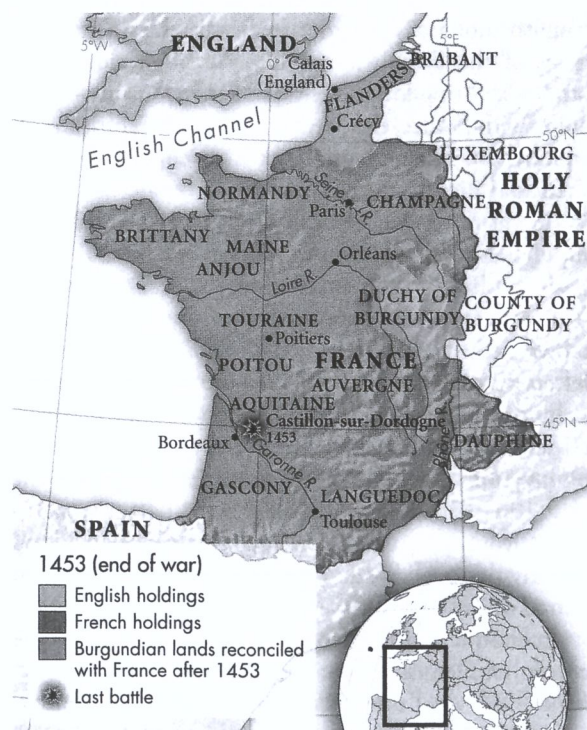 5°W
ENGLAND
0°
Calais
(England)
5°E
BRABANT
FLANDERS
Crécy
English Channel
50°N
LUXEMBOURG
HOLY
ROMAN
EMPIRE
NORMANDY
Seine R.
Paris
CHAMPAGNE
BRITTANY
MAINE
ANJOU
Orléans
Loire R.
DUCHY OF
BURGUNDY
COUNTY OF
BURGUNDY
TOURAINE
Poitiers
POITOU
FRANCE
AUVERGNE
AQUITAINE
Castillon-sur-Dordogne
1453
45°N
Bordeaux
Garonne R.
Rhône R.
DAUPHINE
GASCONY
LANGUEDOC
Toulouse
SPAIN
1453 (end of war)
English holdings
French holdings
Burgundian lands reconciled
with France after 1453
Last battle